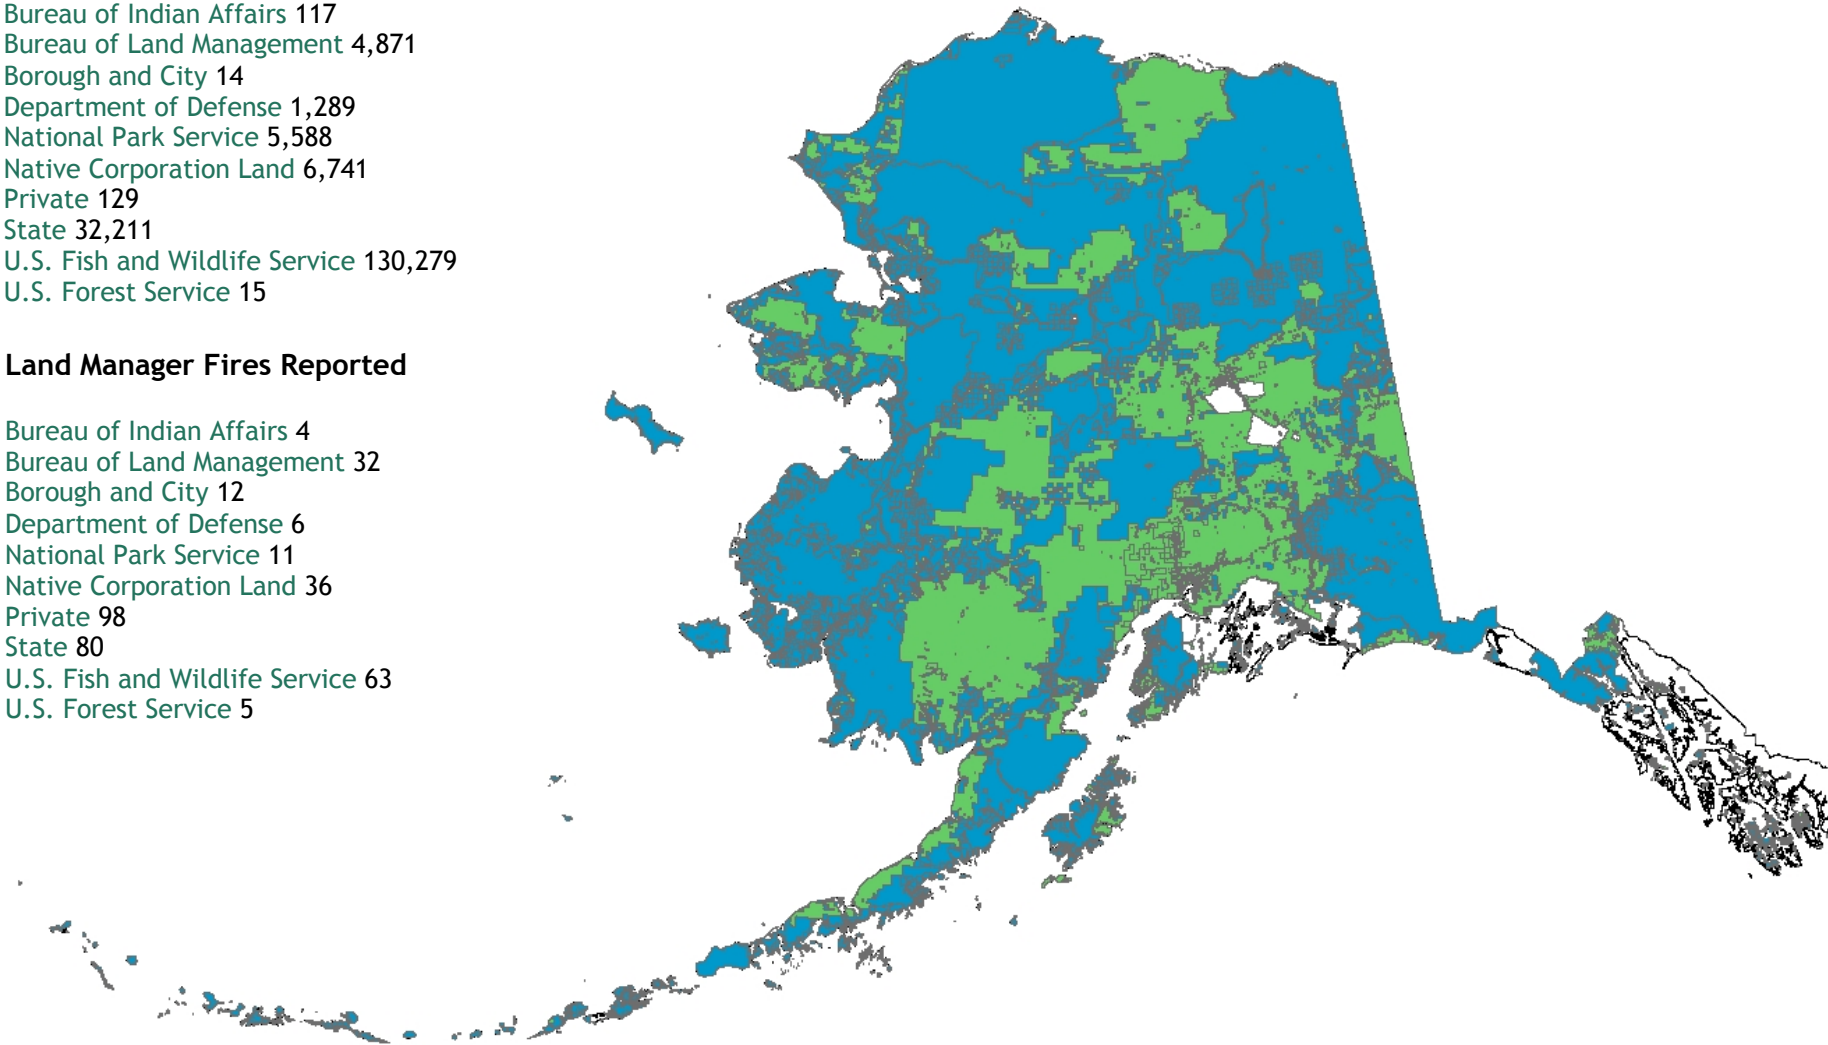 Bureau of Indian Affairs 117
Bureau of Land Management 4,871
Borough and City 14
Department of Defense 1,289
National Park Service 5,588
Native Corporation Land 6,741
Private 129
State 32,211
U.S. Fish and Wildlife Service 130,279
U.S. Forest Service 15
Land Manager Fires Reported
Bureau of Indian Affairs 4
Bureau of Land Management 32
Borough and City 12
Department of Defense 6
National Park Service 11
Native Corporation Land 36
Private 98
State 80
U.S. Fish and Wildlife Service 63
U.S. Forest Service 5